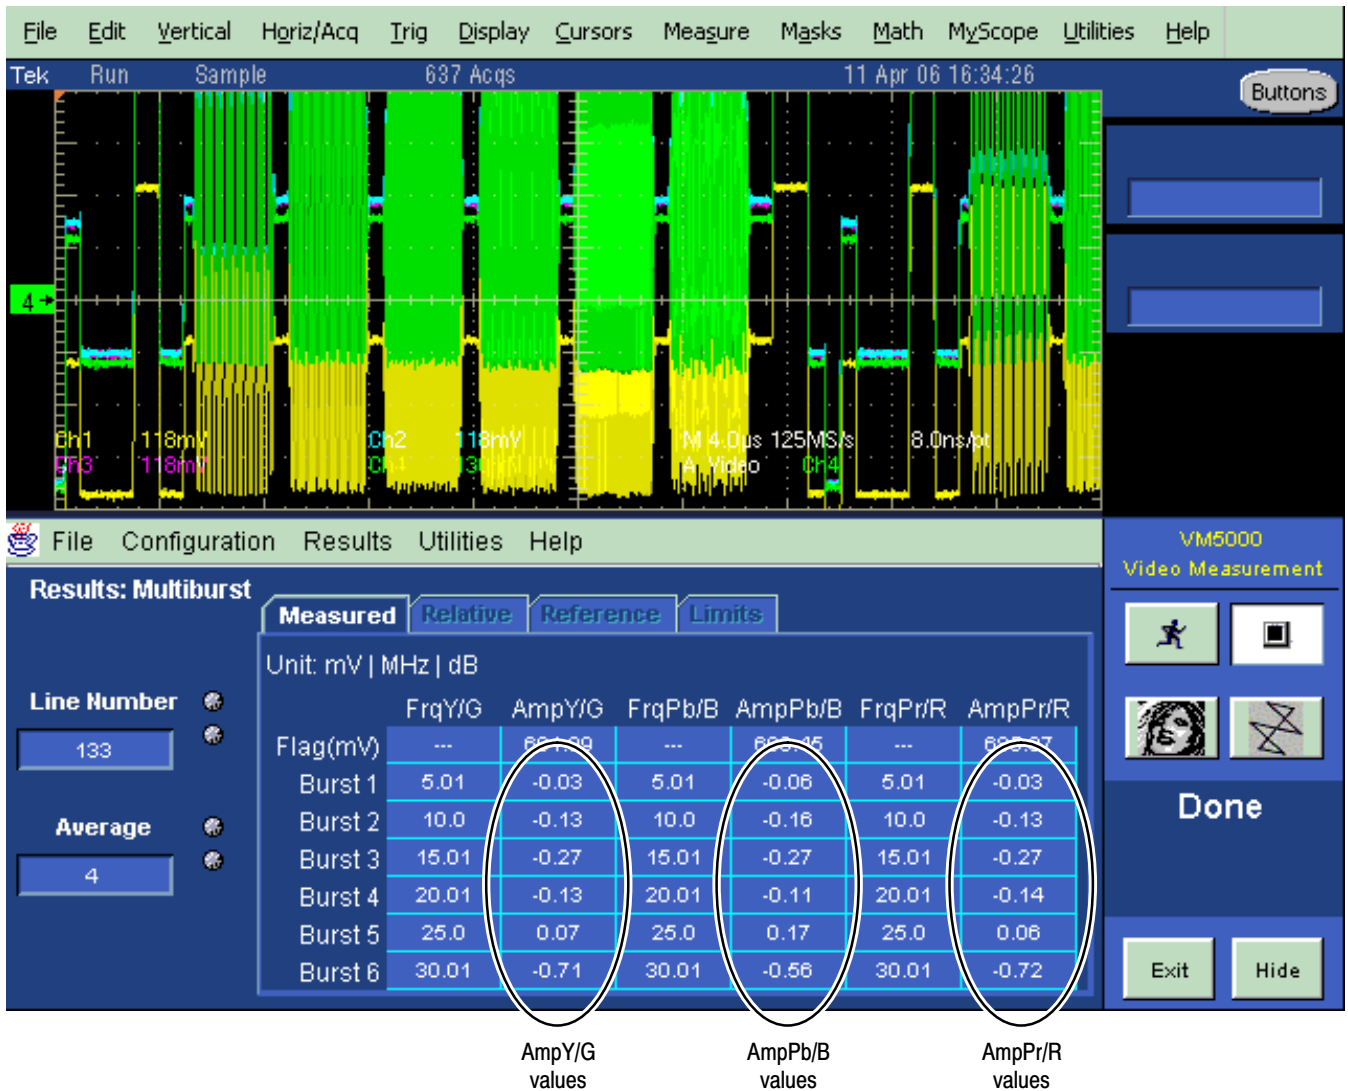 File Edit Vertical Horiz/Acq Trig Display Cursors Measure Masks Math MyScope Utilities Help
Tek Run Sample 637 Acqs 11 Apr 06 16:34:26
Buttons
4
Ch1 118mV Ch2 118mV M 4.0µs 125MS/s 8.0ns/pt
Ch3 118mV Ch4 A Video Ch4
File Configuration Results Utilities Help
VM5000
Video Measurement
Results: Multiburst
Measured Relative Reference Limits
Unit: mV | MHz | dB
Line Number
133
Average
4
FrqY/G AmpY/G FrqPb/B AmpPb/B FrqPr/R AmpPr/R
Flag(mV) --- --- ---
Burst 1 5.01 -0.03 5.01 -0.06 5.01 -0.03
Burst 2 10.0 -0.13 10.0 -0.16 10.0 -0.13
Burst 3 15.01 -0.27 15.01 -0.27 15.01 -0.27
Burst 4 20.01 -0.13 20.01 -0.11 20.01 -0.14
Burst 5 25.0 0.07 25.0 0.17 25.0 0.06
Burst 6 30.01 -0.71 30.01 -0.56 30.01 -0.72
Done
Exit Hide
AmpY/G
values
AmpPb/B
values
AmpPr/R
values